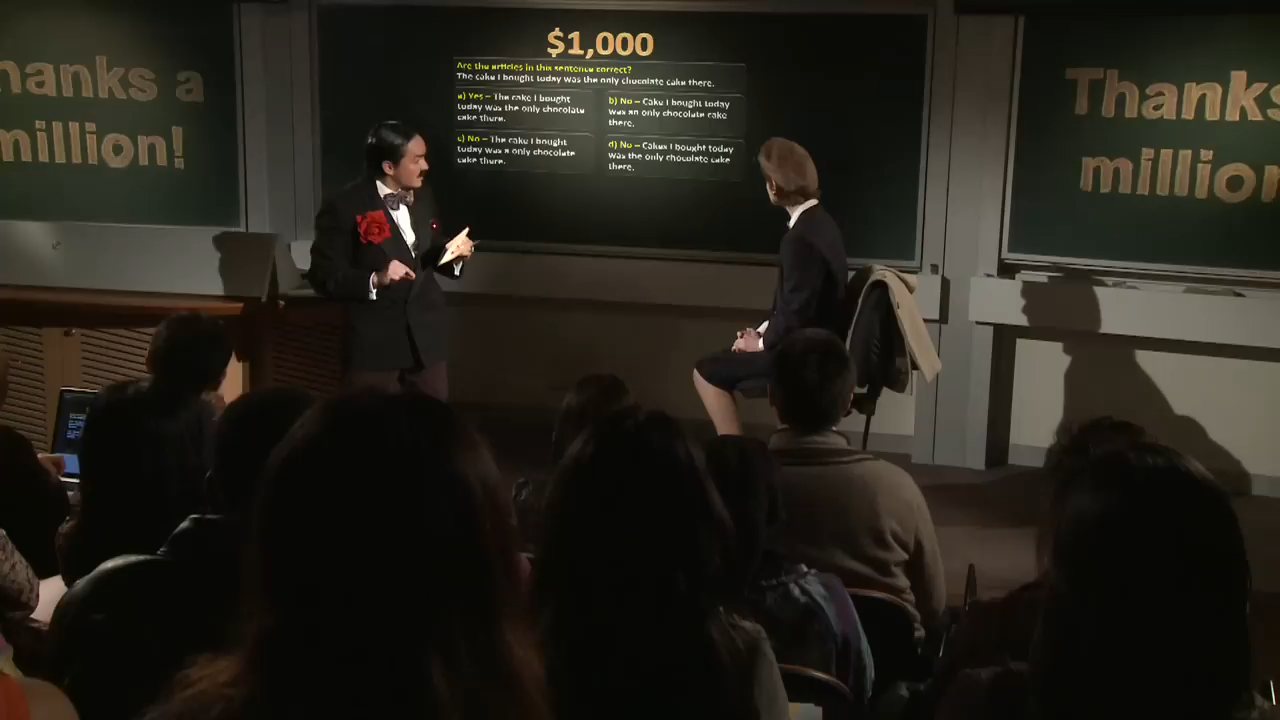 hanks a
million!
$1,000
Are the articles in this sentence correct?
The cake I bought today was the only chocolate cake there.
a) Yes – The cake I bought
today was the only chocolate
cake there.
b) No – Cake I bought today
was an only chocolate cake
there.
c) No – The cake I bought
today was a only chocolate
cake there.
d) No – Cakes I bought today
was the only chocolate cake
there.
Thanks
million